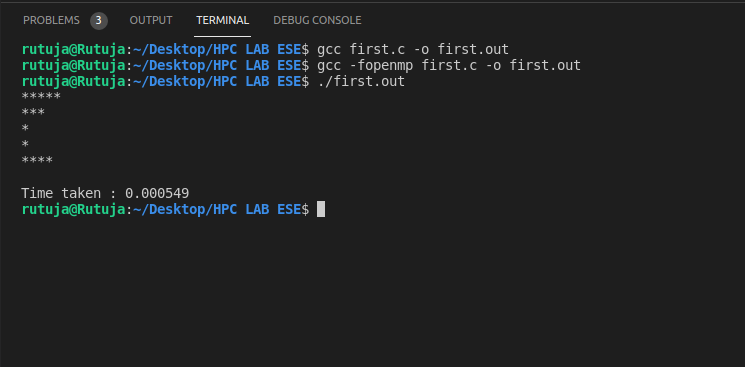 PROBLEMS 3 OUTPUT TERMINAL DEBUG CONSOLE
rutuja@Rutuja:~/Desktop/HPC LAB ESE$ gcc first.c -o first.out
rutuja@Rutuja:~/Desktop/HPC LAB ESE$ gcc -fopenmp first.c -o first.out
rutuja@Rutuja:~/Desktop/HPC LAB ESE$ ./first.out
*****
***
*
*
****
Time taken : 0.000549
rutuja@Rutuja:~/Desktop/HPC LAB ESE$